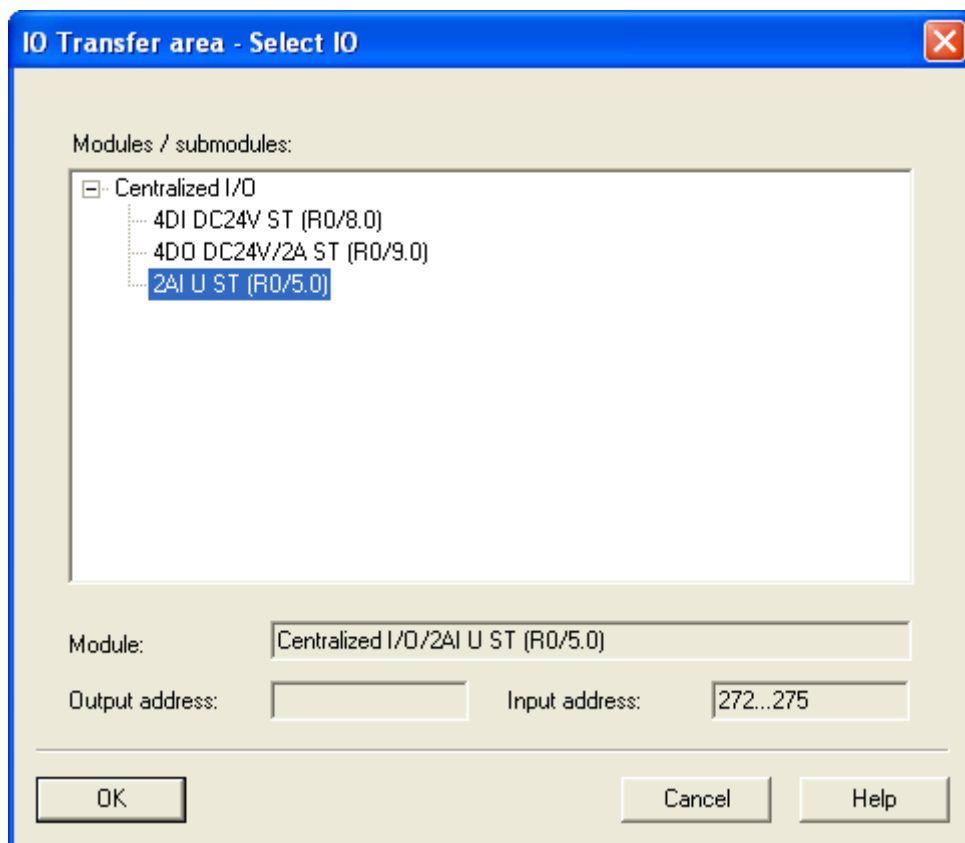 IO Transfer area - Select IO
Modules / submodules:
Centralized I/O
4DI DC24V ST (R0/8.0)
4DO DC24V/2A ST (R0/9.0)
2AI U ST (R0/5.0)
Module: Centralized I/O/2AI U ST (R0/5.0)
Output address: Input address: 272...275
OK Cancel Help